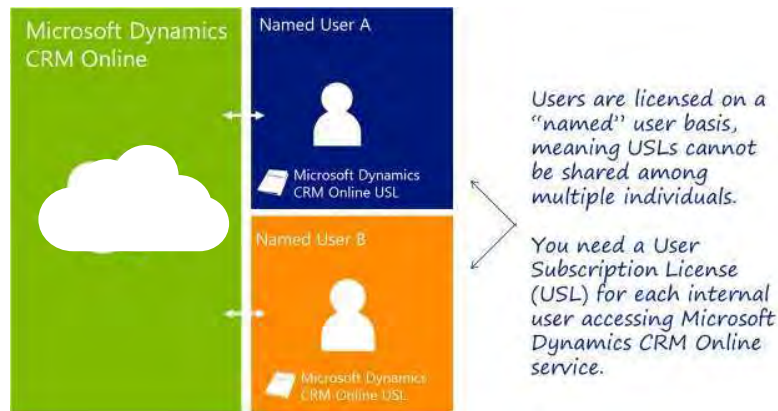 Microsoft Dynamics
CRM Online
Named User A
Microsoft Dynamics
CRM Online USL
Named User B
Microsoft Dynamics
CRM Online USL
Users are licensed on a
“named” user basis,
meaning USLs cannot
be shared among
multiple individuals.
You need a User
Subscription License
(USL) for each internal
user accessing Microsoft
Dynamics CRM Online
service.